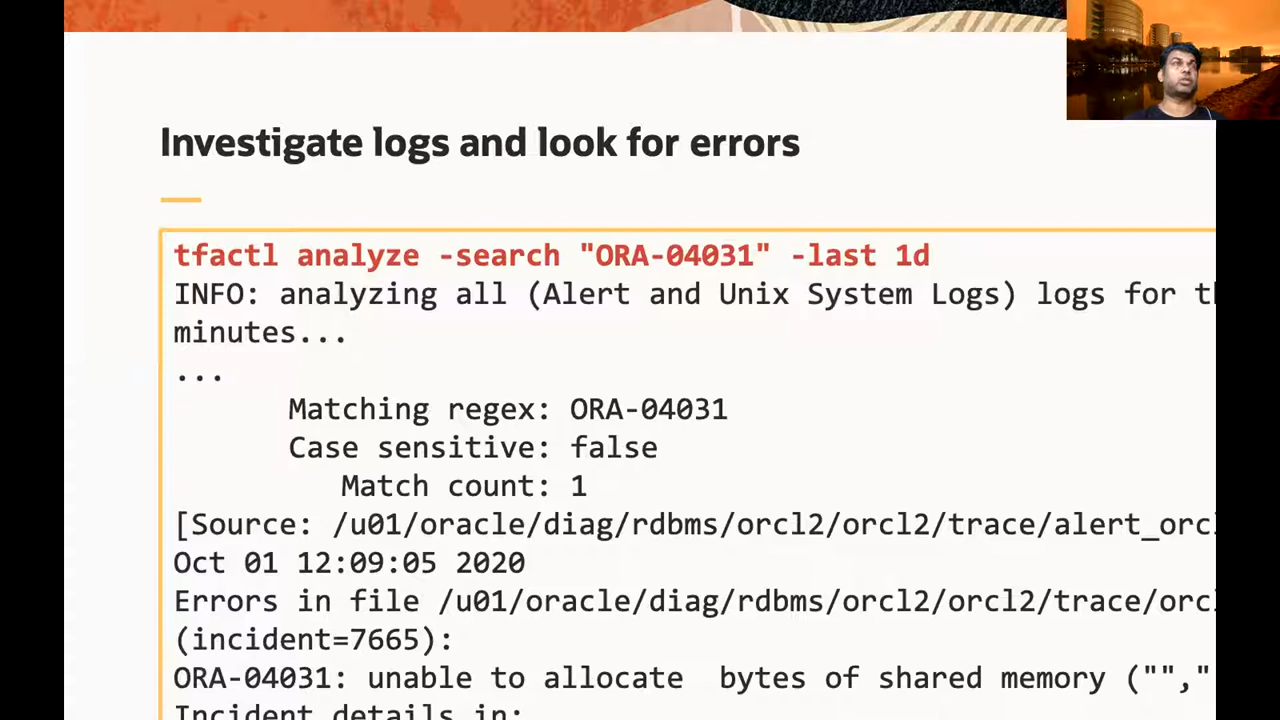 Investigate logs and look for errors
tfactl analyze -search "ORA-04031" -last 1d
INFO: analyzing all (Alert and Unix System Logs) logs for
minutes...
...
Matching regex: ORA-04031
Case sensitive: false
Match count: 1
[Source: /u01/oracle/diag/rdbms/orcl2/orcl2/trace/alert_orc
Oct 01 12:09:05 2020
Errors in file /u01/oracle/diag/rdbms/orcl2/orcl2/trace/orc
(incident=7665):
ORA-04031: unable to allocate  bytes of shared memory ("","
Incident details in: